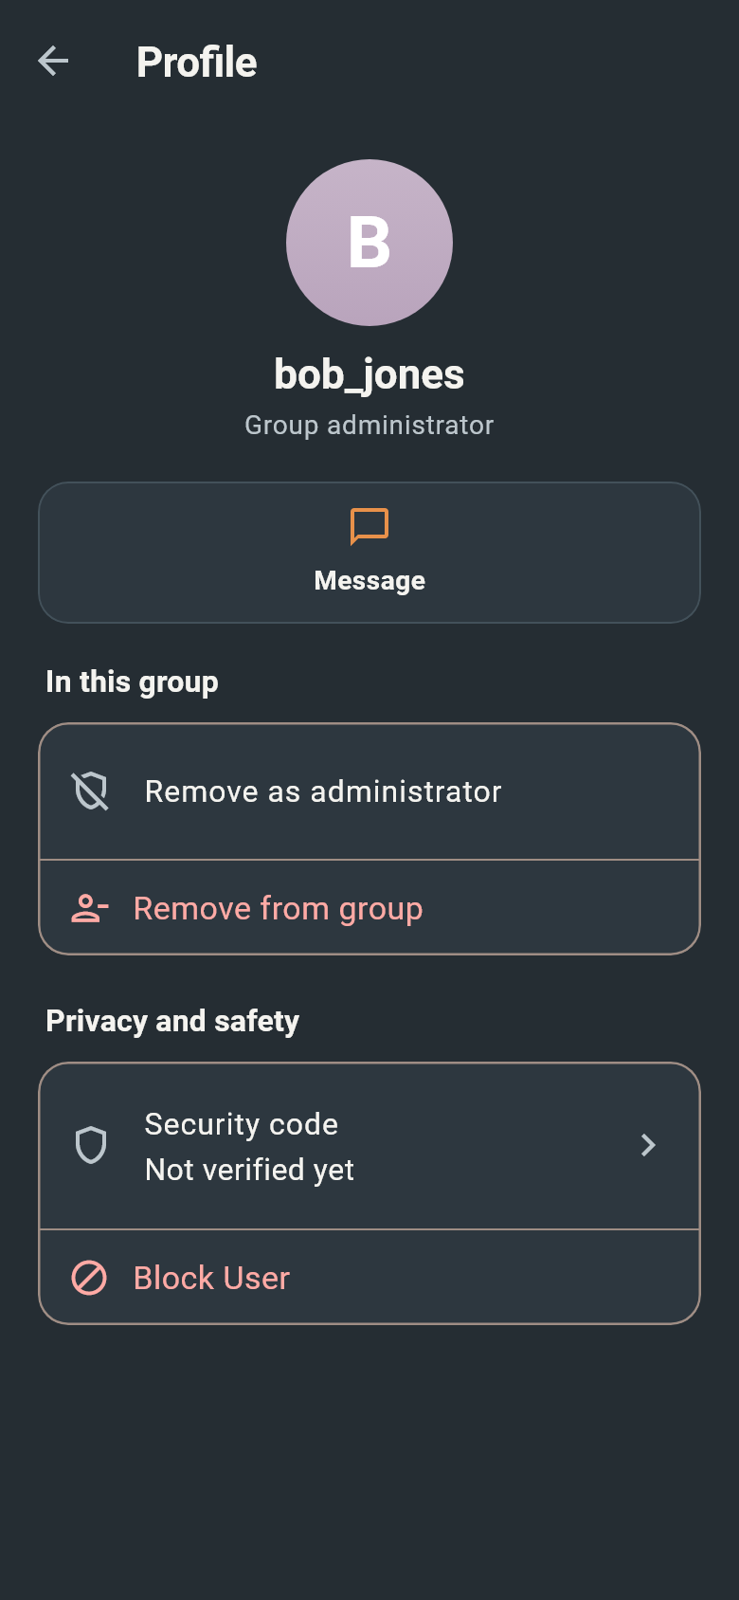 Profile
B
bob_jones
Group administrator
Message
In this group
Remove as administrator
Remove from group
Privacy and safety
Security code
Not verified yet
Block User